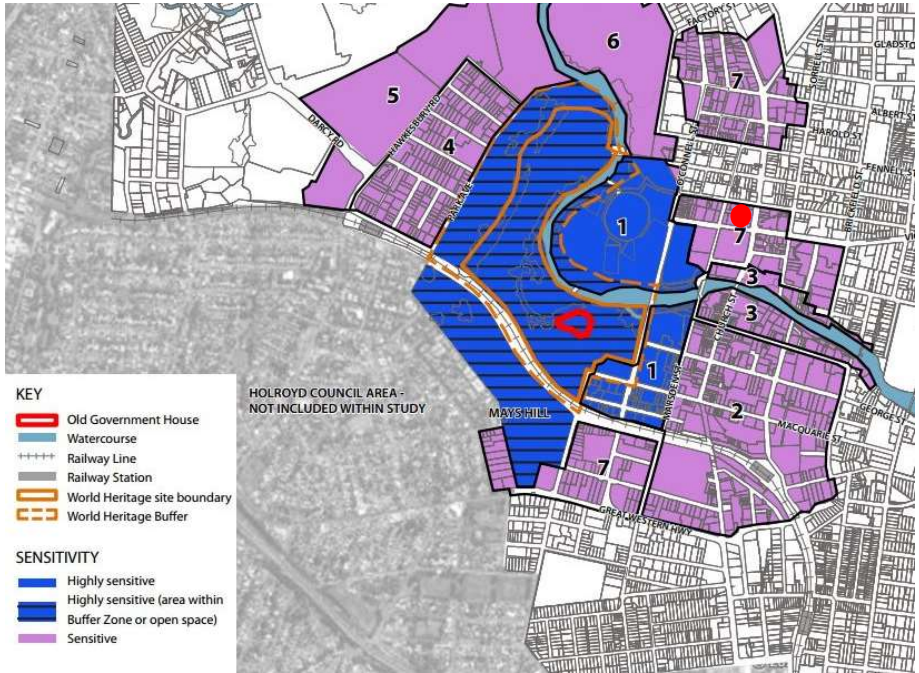 FACTORY ST
GLADSTO
6
7
5
HAWKESBURY RD
O'CONNELL ST
ALBERT ST
HAROLD ST
DARCY RD
4
FENNELL ST
BRICKFIELD ST
PARK AVE
1
7
3
3
CHURCH ST
1
MARSDEN ST
GEORGE ST
2
MACQUARIE ST
HOLROYD COUNCIL AREA -
NOT INCLUDED WITHIN STUDY
MAYS HILL
7
GREAT WESTERN HWY
KEY
Old Government House
Watercourse
Railway Line
Railway Station
World Heritage site boundary
World Heritage Buffer
SENSITIVITY
Highly sensitive
Highly sensitive (area within
Buffer Zone or open space)
Sensitive